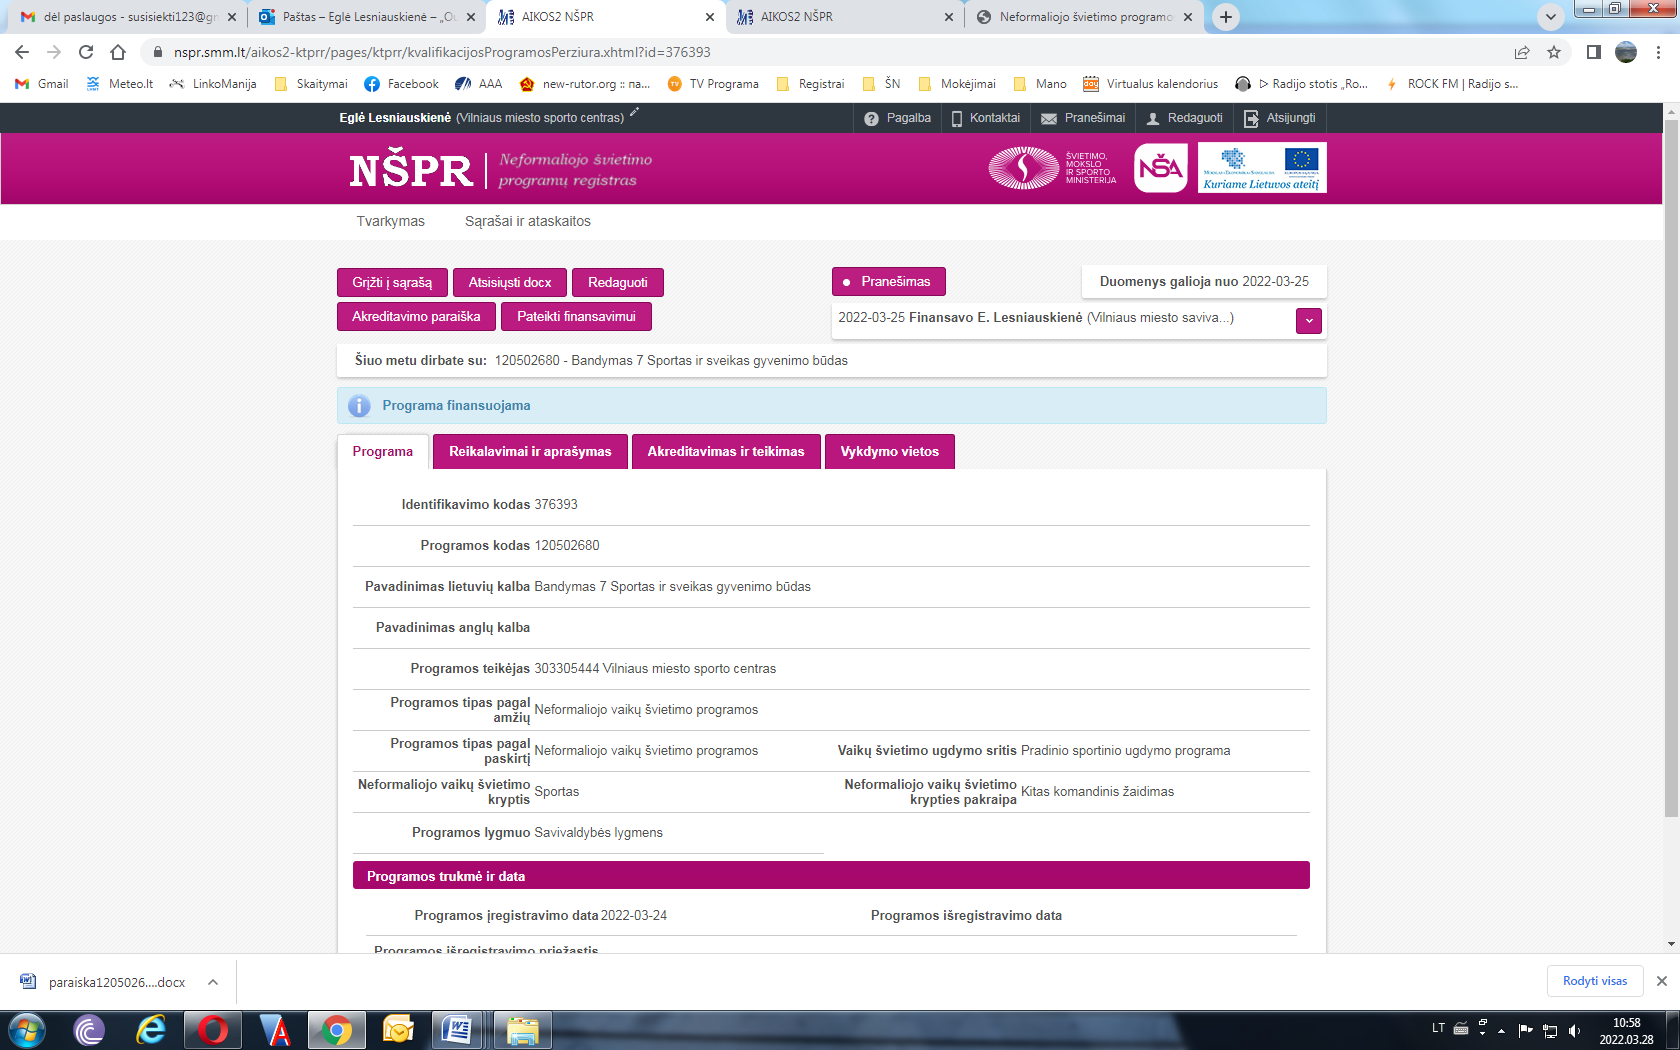 dėl paslaugos - susisiekti123@gm
Paštas – Eglė Lesniauskienė – „Ou
AIKOS2 NŠPR
AIKOS2 NŠPR
Neformaliojo švietimo programo
nspr.smm.lt/aikos2-ktprr/pages/ktprr/kvalifikacijosProgramosPerziura.xhtml?id=376393
Gmail
Meteo.lt
LinkoManija
Skaitymai
Facebook
AAA
new-rutor.org :: па...
TV Programa
Registrai
ŠN
Mokėjimai
Mano
Virtualus kalendorius
▷ Radijo stotis „Ro...
ROCK FM | Radijo s...
Eglė Lesniauskienė (Vilniaus miesto sporto centras)
Pagalba
Kontaktai
Pranešimai
Redaguoti
Atsijungti
NŠPR
Neformaliojo švietimo
programų registras
ŠVIETIMO,
MOKSLO
IR SPORTO
MINISTERIJA
NŠA
Kuriame Lietuvos ateitį
Tvarkymas
Sąrašai ir ataskaitos
Grįžti į sąrašą
Atsisiųsti docx
Redaguoti
Akreditavimo paraiška
Pateikti finansavimui
Pranešimas
Duomenys galioja nuo 2022-03-25
2022-03-25 Finansavo E. Lesniauskienė (Vilniaus miesto saviva...)
Šiuo metu dirbate su: 120502680 - Bandymas 7 Sportas ir sveikas gyvenimo būdas
Programa finansuojama
Programa
Reikalavimai ir aprašymas
Akreditavimas ir teikimas
Vykdymo vietos
Identifikavimo kodas 376393
Programos kodas 120502680
Pavadinimas lietuvių kalba Bandymas 7 Sportas ir sveikas gyvenimo būdas
Pavadinimas anglų kalba
Programos teikėjas 303305444 Vilniaus miesto sporto centras
Programos tipas pagal
amžių
Neformaliojo vaikų švietimo programos
Programos tipas pagal
paskirtį
Neformaliojo vaikų švietimo programos
Vaikų švietimo ugdymo sritis Pradinio sportinio ugdymo programa
Neformaliojo vaikų švietimo
kryptis
Sportas
Neformaliojo vaikų švietimo
krypties pakraipa
Kitas komandinis žaidimas
Programos lygmuo Savivaldybės lygmens
Programos trukmė ir data
Programos įregistravimo data 2022-03-24
Programos išregistravimo data
Programos išregistravimo priežastis
paraiska1205026....docx
Rodyti visas
LT
10:58
2022.03.28